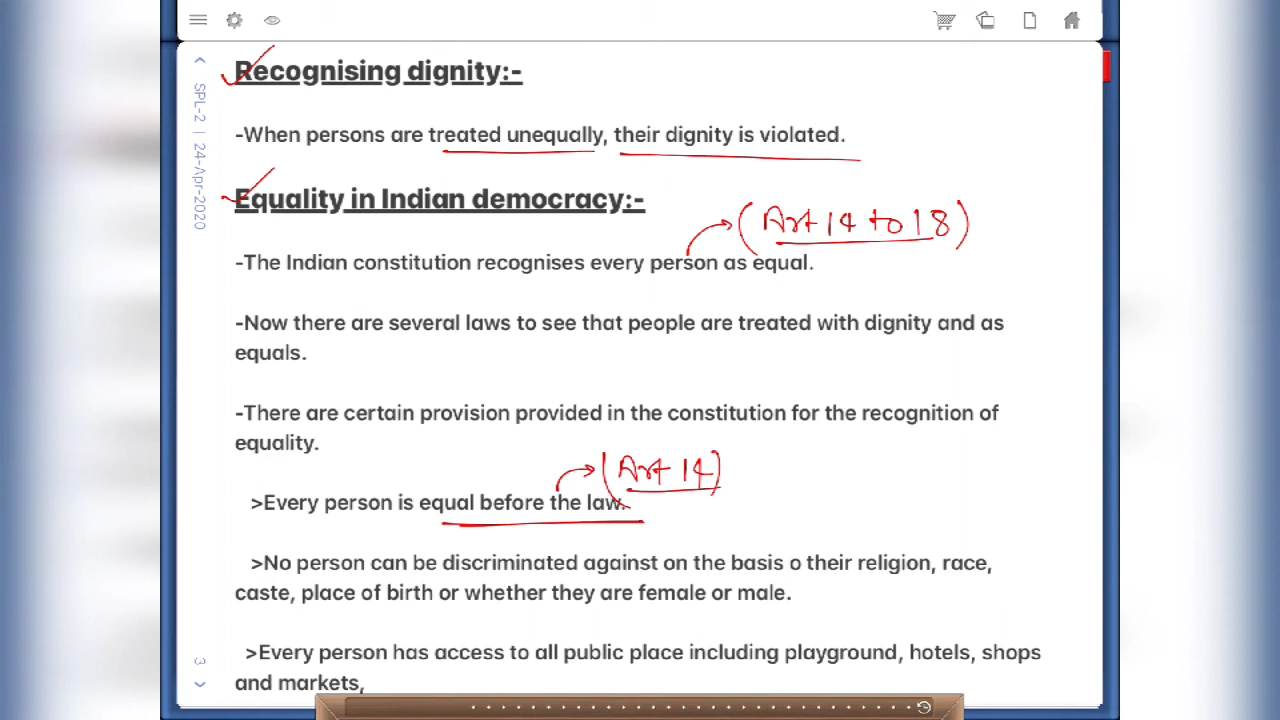 Recognising dignity:-
-When persons are treated unequally, their dignity is violated.
Equality in Indian democracy:-
(Art 14 to 18)
-The Indian constitution recognises every person as equal.
-Now there are several laws to see that people are treated with dignity and as
equals.
-There are certain provision provided in the constitution for the recognition of
equality.
(Art 14)
>Every person is equal before the law.
>No person can be discriminated against on the basis o their religion, race,
caste, place of birth or whether they are female or male.
>Every person has access to all public place including playground, hotels, shops
and markets,
SPL-2 | 24-Apr-2020
3